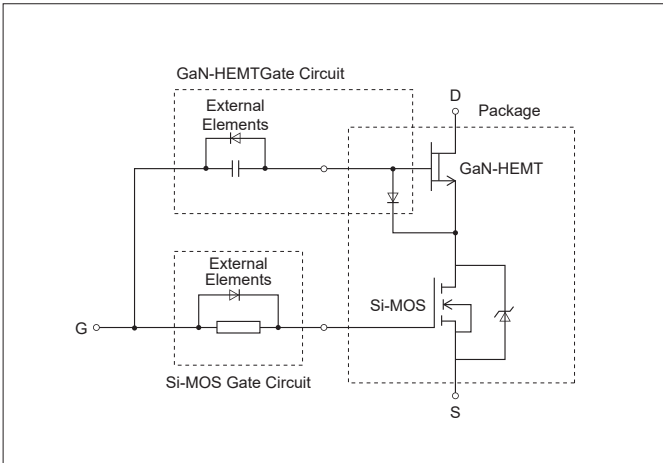 GaN-HEMTGate Circuit
External
Elements
D
Package
GaN-HEMT
External
Elements
Si-MOS
G
Si-MOS Gate Circuit
S